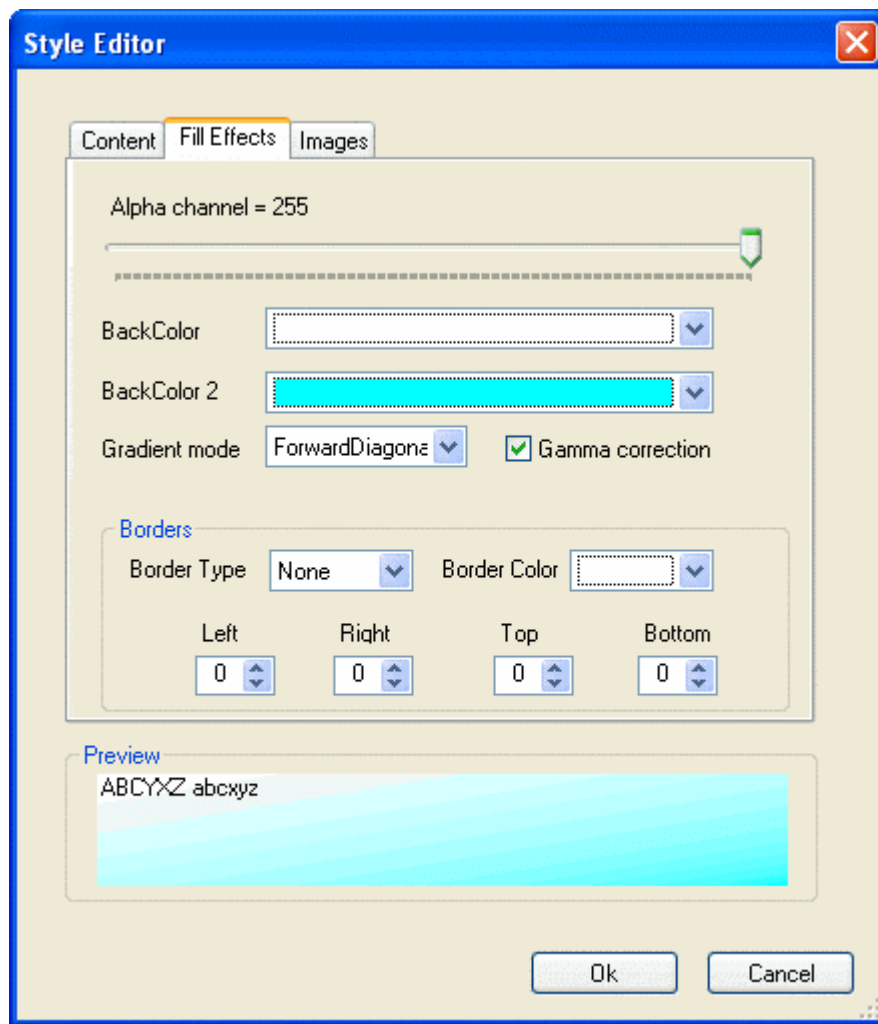 Style Editor
Content Fill Effects Images
Alpha channel = 255
BackColor
BackColor 2
Gradient mode ForwardDiagona Gamma correction
Borders
Border Type None Border Color
Left Right Top Bottom
0 0 0 0
Preview
ABCYXZ abcxyz
Ok Cancel